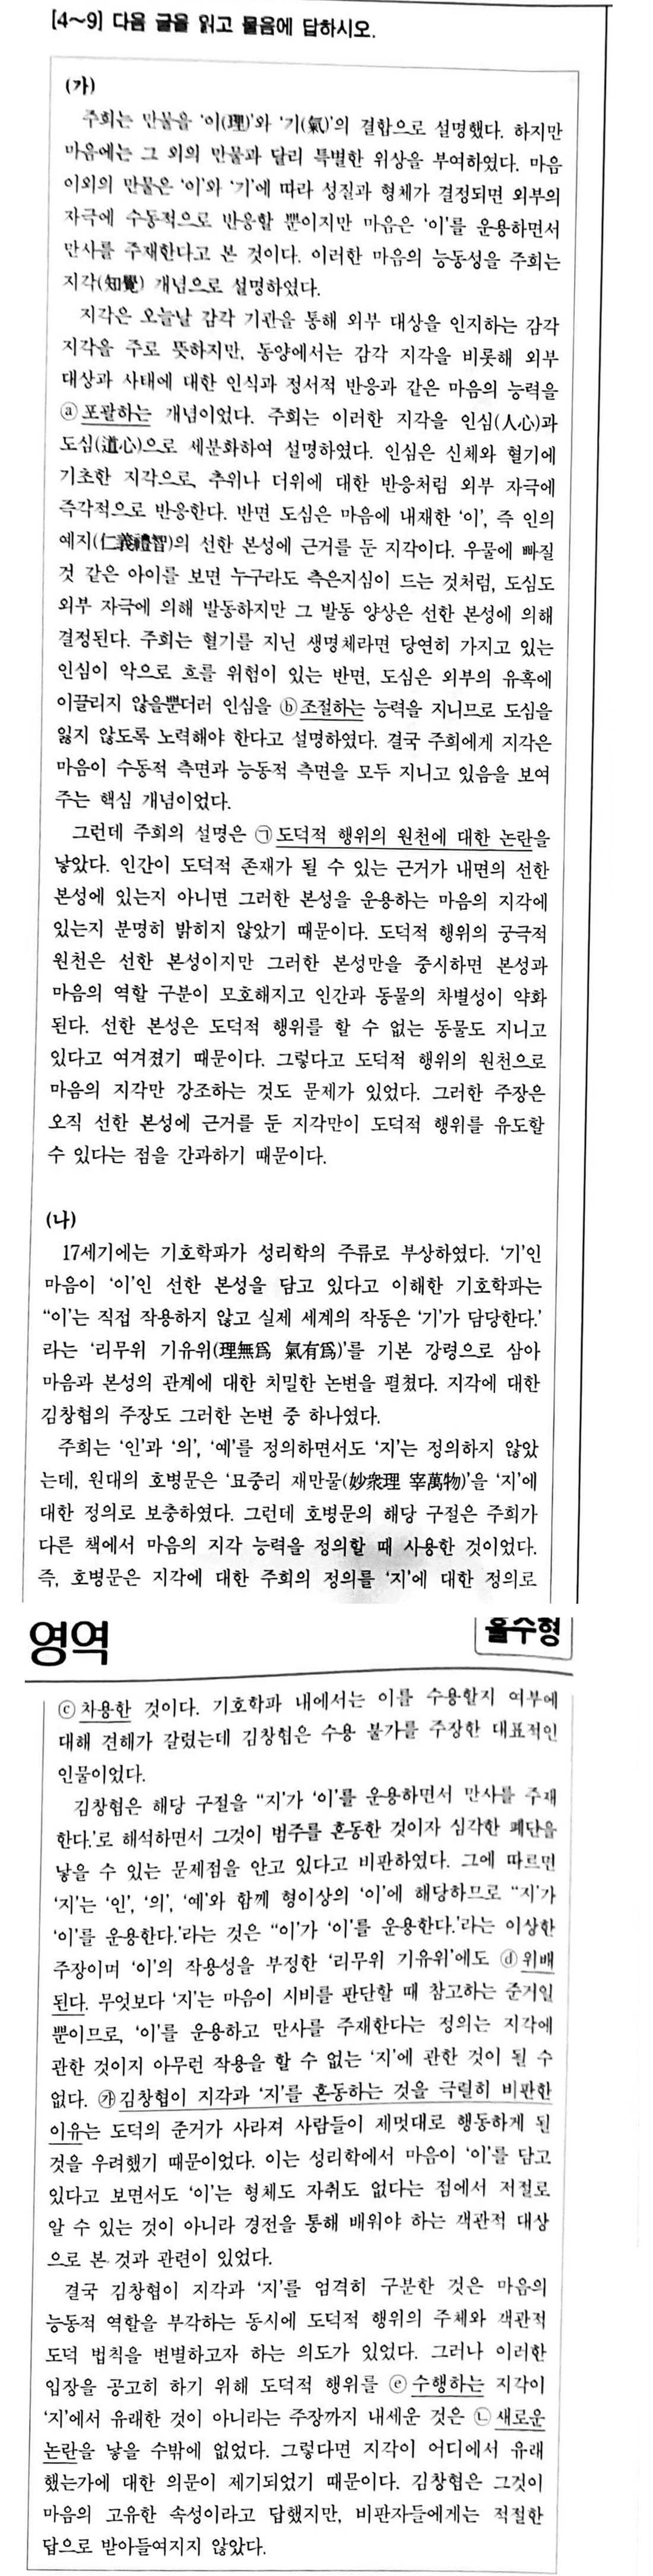 [4～9] 다음 글을 읽고 물음에 답하시오.
(가)
주희는 만물을 ‘이(理)’와 ‘기(氣)’의 결합으로 설명했다. 하지만
마음에는 그 외의 만물과 달리 특별한 위상을 부여하였다. 마음
이외의 만물은 ‘이’와 ‘기’에 따라 성질과 형체가 결정되면 외부의
자극에 수동적으로 반응할 뿐이지만 마음은 ‘이’를 운용하면서
만사를 주재한다고 본 것이다. 이러한 마음의 능동성을 주희는
지각(知覺) 개념으로 설명하였다.
지각은 오늘날 감각 기관을 통해 외부 대상을 인지하는 감각
지각을 주로 뜻하지만, 동양에서는 감각 지각을 비롯해 외부
대상과 사태에 대한 인식과 정서적 반응과 같은 마음의 능력을
ⓐ포괄하는 개념이었다. 주희는 이러한 지각을 인심(人心)과
도심(道心)으로 세분화하여 설명하였다. 인심은 신체와 혈기에
기초한 지각으로, 추위나 더위에 대한 반응처럼 외부 자극에
즉각적으로 반응한다. 반면 도심은 마음에 내재한 ‘이’, 즉 인의
예지(仁義禮智)의 선한 본성에 근거를 둔 지각이다. 우물에 빠질
것 같은 아이를 보면 누구라도 측은지심이 드는 것처럼, 도심도
외부 자극에 의해 발동하지만 그 발동 양상은 선한 본성에 의해
결정된다. 주희는 혈기를 지닌 생명체라면 당연히 가지고 있는
인심이 악으로 흐를 위험이 있는 반면, 도심은 외부의 유혹에
이끌리지 않을뿐더러 인심을 ⓑ조절하는 능력을 지니므로 도심을
잃지 않도록 노력해야 한다고 설명하였다. 결국 주희에게 지각은
마음이 수동적 측면과 능동적 측면을 모두 지니고 있음을 보여
주는 핵심 개념이었다.
그런데 주희의 설명은 ㉠도덕적 행위의 원천에 대한 논란을
낳았다. 인간이 도덕적 존재가 될 수 있는 근거가 내면의 선한
본성에 있는지 아니면 그러한 본성을 운용하는 마음의 지각에
있는지 분명히 밝히지 않았기 때문이다. 도덕적 행위의 궁극적
원천은 선한 본성이지만 그러한 본성만을 중시하면 본성과
마음의 역할 구분이 모호해지고 인간과 동물의 차별성이 약화
된다. 선한 본성은 도덕적 행위를 할 수 없는 동물도 지니고
있다고 여겨졌기 때문이다. 그렇다고 도덕적 행위의 원천으로
마음의 지각만 강조하는 것도 문제가 있었다. 그러한 주장은
오직 선한 본성에 근거를 둔 지각만이 도덕적 행위를 유도할
수 있다는 점을 간과하기 때문이다.
(나)
17세기에는 기호학파가 성리학의 주류로 부상하였다. ‘기’인
마음이 ‘이’인 선한 본성을 담고 있다고 이해한 기호학파는
“이’는 직접 작용하지 않고 실제 세계의 작동은 ‘기’가 담당한다.’
라는 ‘리무위 기유위(理無爲 氣有爲)’를 기본 강령으로 삼아
마음과 본성의 관계에 대한 치밀한 논변을 펼쳤다. 지각에 대한
김창협의 주장도 그러한 논변 중 하나였다.
주희는 ‘인’과 ‘의’, ‘예’를 정의하면서도 ‘지’는 정의하지 않았
는데, 원대의 호병문은 ‘묘중리 재만물(妙衆理 宰萬物)’을 ‘지’에
대한 정의로 보충하였다. 그런데 호병문의 해당 구절은 주희가
다른 책에서 마음의 지각 능력을 정의할 때 사용한 것이었다.
즉, 호병문은 지각에 대한 주희의 정의를 ‘지’에 대한 정의로
영역
홀수형
ⓒ차용한 것이다. 기호학파 내에서는 이를 수용할지 여부에
대해 견해가 갈렸는데 김창협은 수용 불가를 주장한 대표적인
인물이었다.
김창협은 해당 구절을 “지’가 ‘이’를 운용하면서 만사를 주재
한다.’로 해석하면서 그것이 범주를 혼동한 것이자 심각한 폐단을
낳을 수 있는 문제점을 안고 있다고 비판하였다. 그에 따르면
‘지’는 ‘인’, ‘의’, ‘예’와 함께 형이상의 ‘이’에 해당하므로 “지’가
‘이’를 운용한다.’라는 것은 “이’가 ‘이’를 운용한다.’라는 이상한
주장이며 ‘이’의 작용성을 부정한 ‘리무위 기유위’에도 ⓓ위배
된다. 무엇보다 ‘지’는 마음이 시비를 판단할 때 참고하는 준거일
뿐이므로, ‘이’를 운용하고 만사를 주재한다는 정의는 지각에
관한 것이지 아무런 작용을 할 수 없는 ‘지’에 관한 것이 될 수
없다. ㉮김창협이 지각과 ‘지’를 혼동하는 것을 극렬히 비판한
이유는 도덕의 준거가 사라져 사람들이 제멋대로 행동하게 된
것을 우려했기 때문이었다. 이는 성리학에서 마음이 ‘이’를 담고
있다고 보면서도 ‘이’는 형체도 자취도 없다는 점에서 저절로
알 수 있는 것이 아니라 경전을 통해 배워야 하는 객관적 대상
으로 본 것과 관련이 있었다.
결국 김창협이 지각과 ‘지’를 엄격히 구분한 것은 마음의
능동적 역할을 부각하는 동시에 도덕적 행위의 주체와 객관적
도덕 법칙을 변별하고자 하는 의도가 있었다. 그러나 이러한
입장을 공고히 하기 위해 도덕적 행위를 ⓔ수행하는 지각이
‘지’에서 유래한 것이 아니라는 주장까지 내세운 것은 ㉡새로운
논란을 낳을 수밖에 없었다. 그렇다면 지각이 어디에서 유래
했는가에 대한 의문이 제기되었기 때문이다. 김창협은 그것이
마음의 고유한 속성이라고 답했지만, 비판자들에게는 적절한
답으로 받아들여지지 않았다.